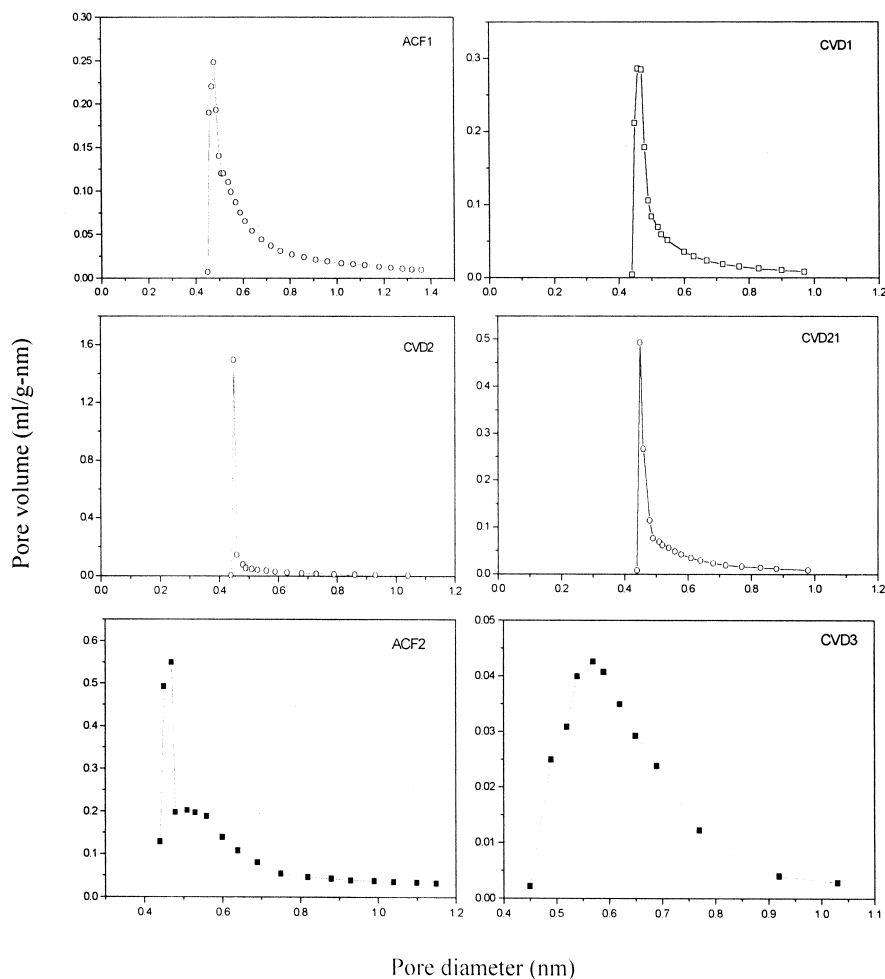 Pore volume (ml/g-nm)
ACF1
0.30
0.25
0.20
0.15
0.10
0.05
0.00
0.0 0.2 0.4 0.6 0.8 1.0 1.2 1.4
CVD1
0.3
0.2
0.1
0.0
0.0 0.2 0.4 0.6 0.8 1.0 1.2
CVD2
1.6
1.2
0.8
0.4
0.0
0.0 0.2 0.4 0.6 0.8 1.0 1.2
CVD21
0.5
0.4
0.3
0.2
0.1
0.0
0.0 0.2 0.4 0.6 0.8 1.0 1.2
ACF2
0.6
0.5
0.4
0.3
0.2
0.1
0.0
0.4 0.6 0.8 1.0 1.2
CVD3
0.05
0.04
0.03
0.02
0.01
0.00
0.4 0.5 0.6 0.7 0.8 0.9 1.0 1.1
Pore diameter (nm)